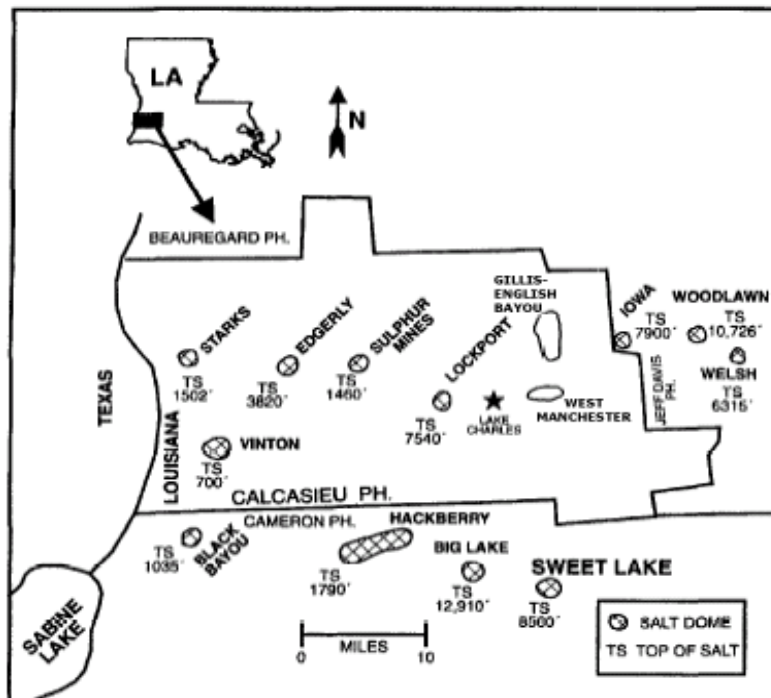 LA
N
BEAUREGARD PH.
GILLIS-
ENGLISH
BAYOU
IOWA
TS
7900´
WOODLAWN
TS
10,726´
STARKS
TS
1502´
EDGERLY
TS
3820´
SULPHUR
MINES
TS
1460´
LOCKPORT
TS
7540´
LAKE
CHARLES
WEST
MANCHESTER
JEFF DAVIS
PH.
WELSH
TS
6315´
TEXAS
LOUISIANA
VINTON
TS
700´
CALCASIEU PH.
CAMERON PH.
BLACK
BAYOU
TS
1035´
HACKBERRY
TS
1790´
BIG LAKE
TS
12,910´
SWEET LAKE
TS
8500´
SABINE
LAKE
MILES
0 10
SALT DOME
TS TOP OF SALT